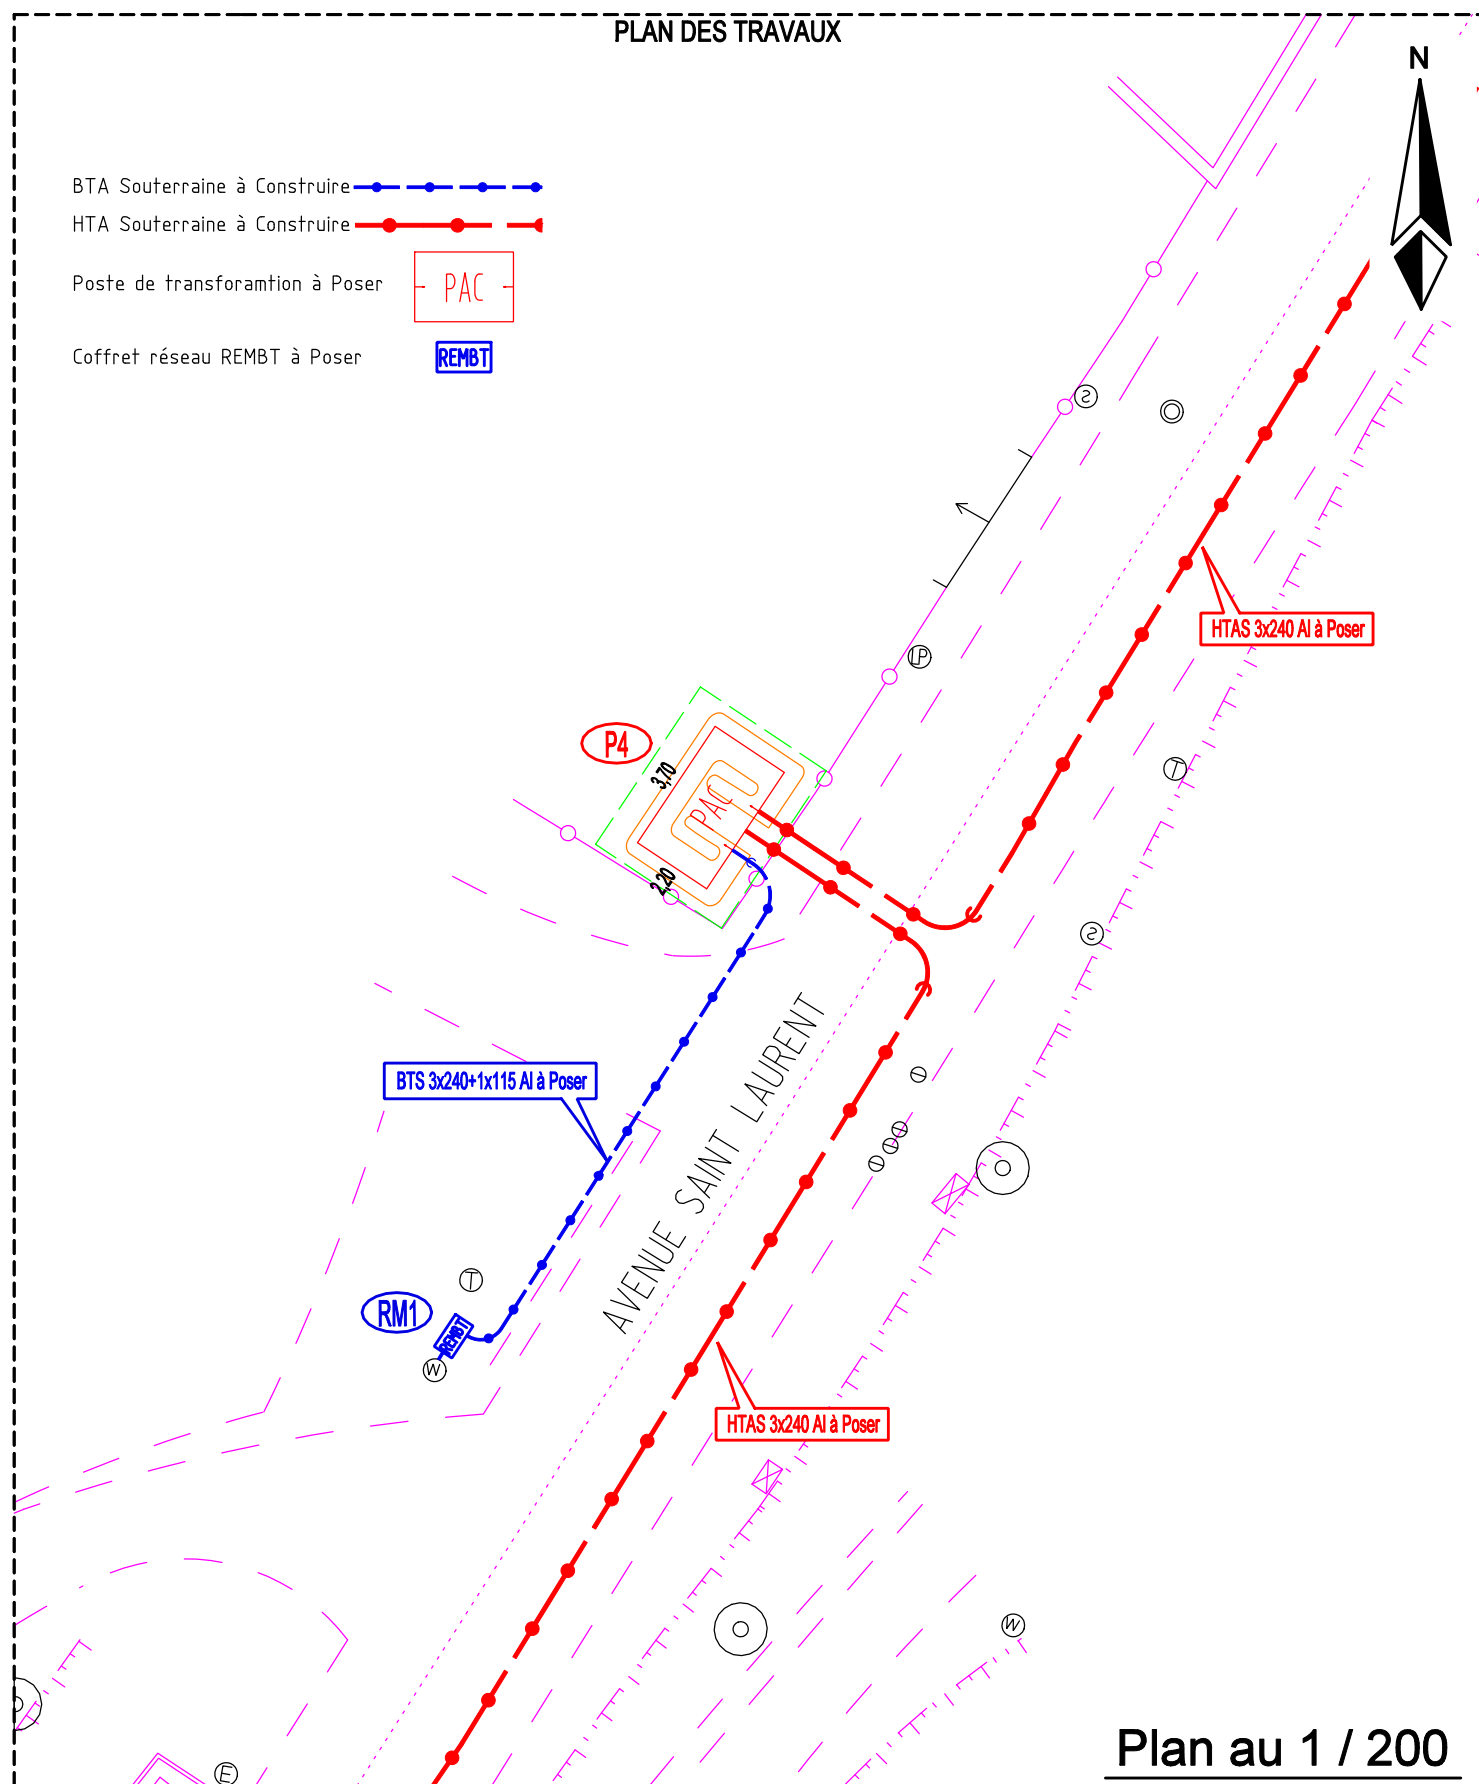 PLAN DES TRAVAUX
N
BTA Souterraine à Construire
HTA Souterraine à Construire
Poste de transforamtion à Poser
PAC
Coffret réseau REMBT à Poser
REMBT
S
HTAS 3x240 Al à Poser
LP
P4
3,70
PAC
T
2,20
S
BTS 3x240+1x115 Al à Poser
AVENUE SAINT LAURENT
T
RM1
REMBT
W
HTAS 3x240 Al à Poser
W
E
Plan au 1 / 200